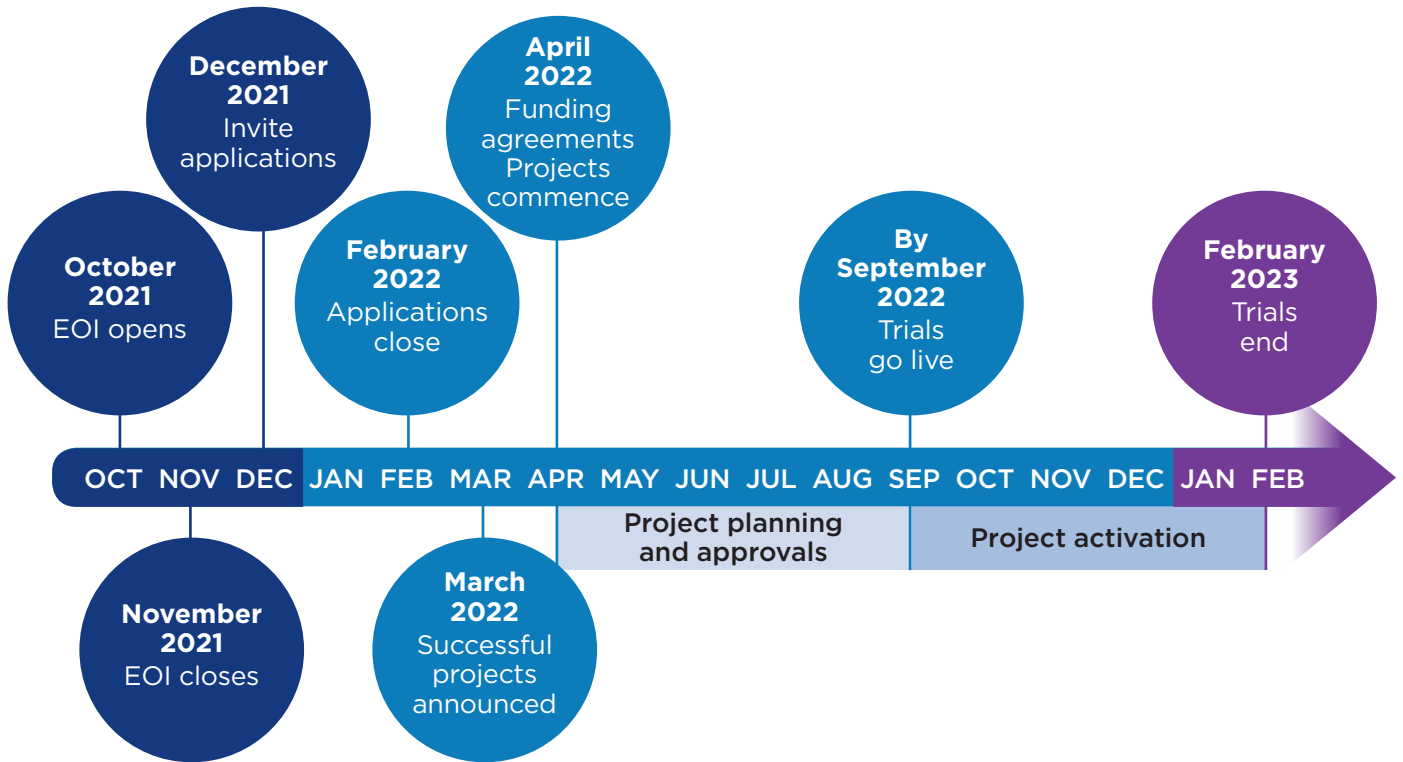 December
2021
Invite
applications
April
2022
Funding
agreements
Projects
commence
October
2021
EOI opens
February
2022
Applications
close
By
September
2022
Trials
go live
February
2023
Trials
end
OCT NOV DEC JAN FEB MAR APR MAY JUN JUL AUG SEP OCT NOV DEC JAN FEB
Project planning
and approvals
Project activation
November
2021
EOI closes
March
2022
Successful
projects
announced